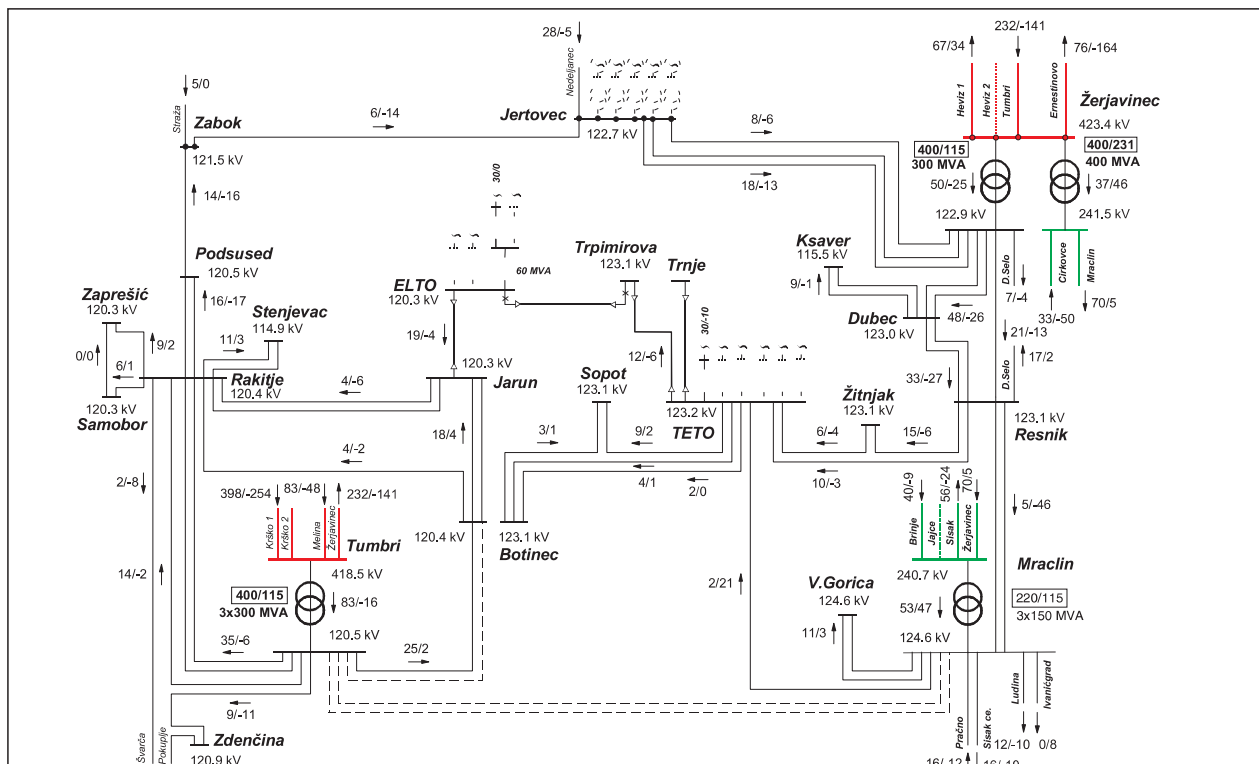 28/-5
Nedeljanec
67/34
232/-141
76/-164
Heviz 1
Heviz 2
Tumbri
Ernestinovo
5/0
Straža
Zabok
121.5 kV
6/-14
Jertovec
122.7 kV
8/-6
18/-13
Žerjavinec
423.4 kV
400/115
300 MVA
400/231
400 MVA
50/-25
37/46
122.9 kV
241.5 kV
14/-16
30/0
Podsused
120.5 kV
Trpimirova
123.1 kV
Trnje
Ksaver
115.5 kV
9/-1
D.Selo
Cirkovce
Mraclin
60 MVA
ELTO
120.3 kV
Zaprešić
120.3 kV
16/-17
Stenjevac
114.9 kV
7/-4
33/-50
70/5
Dubec
123.0 kV
48/-26
19/-4
30/-10
21/-13
11/3
9/2
0/0
12/-6
17/2
6/1
Rakitje
120.4 kV
4/-6
120.3 kV
Jarun
Sopot
123.1 kV
33/-27
D.Selo
Žitnjak
123.1 kV
120.3 kV
Samobor
123.2 kV
TETO
123.1 kV
Resnik
18/4
3/1
9/2
6/-4
15/-6
4/-2
4/1
2/0
10/-3
2/-8
398/-254
83/-48
232/-141
40/-9
56/-24
70/5
5/-46
Krško 1
Krško 2
Melina
Žerjavinec
Brinje
Jajce
Sisak
Žerjavinec
Tumbri
120.4 kV
123.1 kV
Botinec
418.5 kV
240.7 kV
Mraclin
14/-2
400/115
3x300 MVA
83/-16
2/21
V.Gorica
124.6 kV
53/47
220/115
3x150 MVA
11/3
120.5 kV
124.6 kV
35/-6
25/2
9/-11
Ludina
Ivanićgrad
Švarča
Pokuplje
Zdenčina
120.9 kV
Pračno
Sisak ce.
12/-10
0/8
16/-12
16/-10